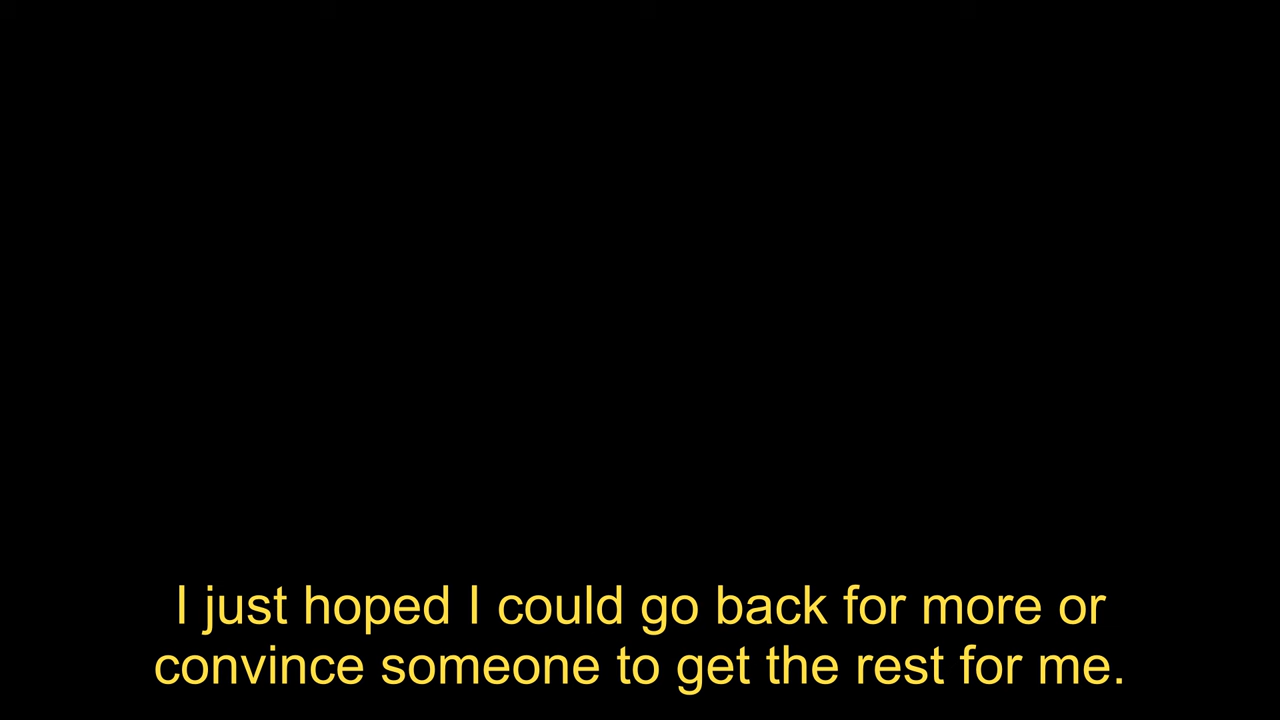 I just hoped I could go back for more or
convince someone to get the rest for me.